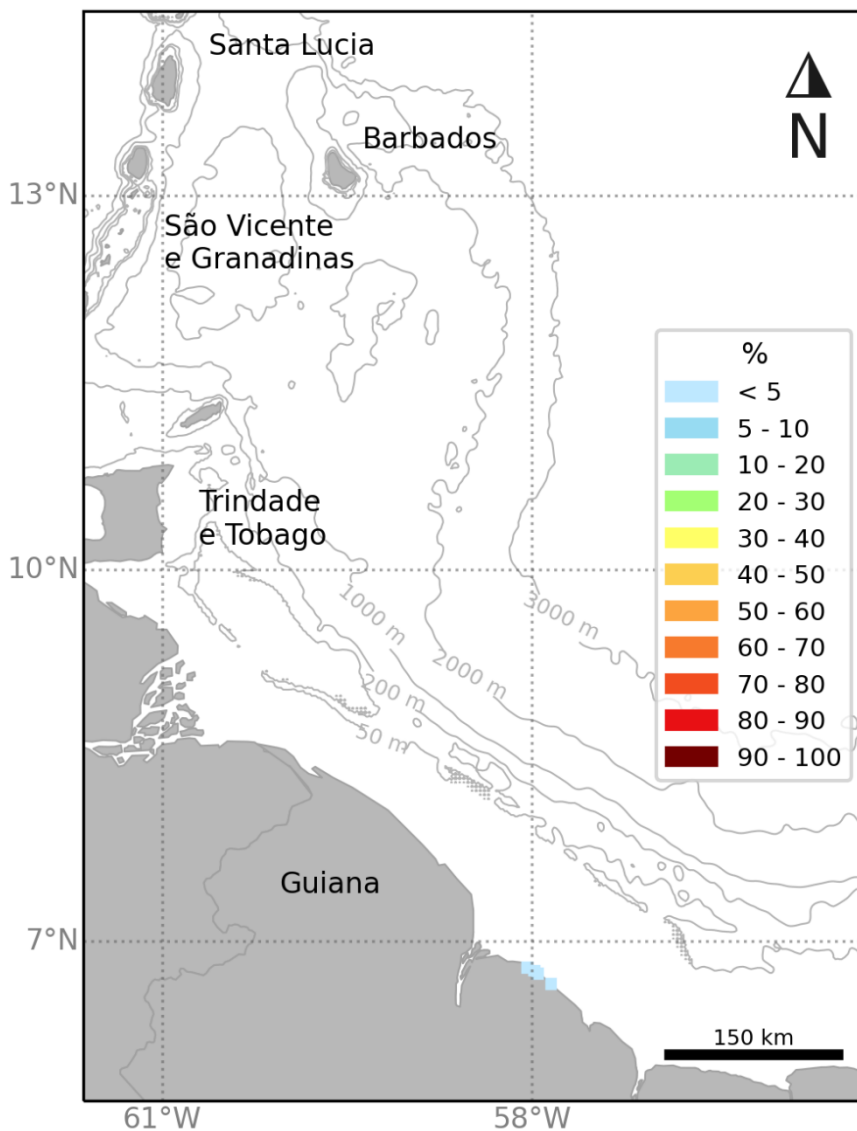 Santa Lucia
N
Barbados
13°N
São Vicente
e Granadinas
%
< 5
5 - 10
10 - 20
20 - 30
30 - 40
40 - 50
50 - 60
60 - 70
70 - 80
80 - 90
90 - 100
Trindade
e Tobago
10°N
1000 m
3000 m
2000 m
200 m
50 m
Guiana
7°N
150 km
61°W
58°W